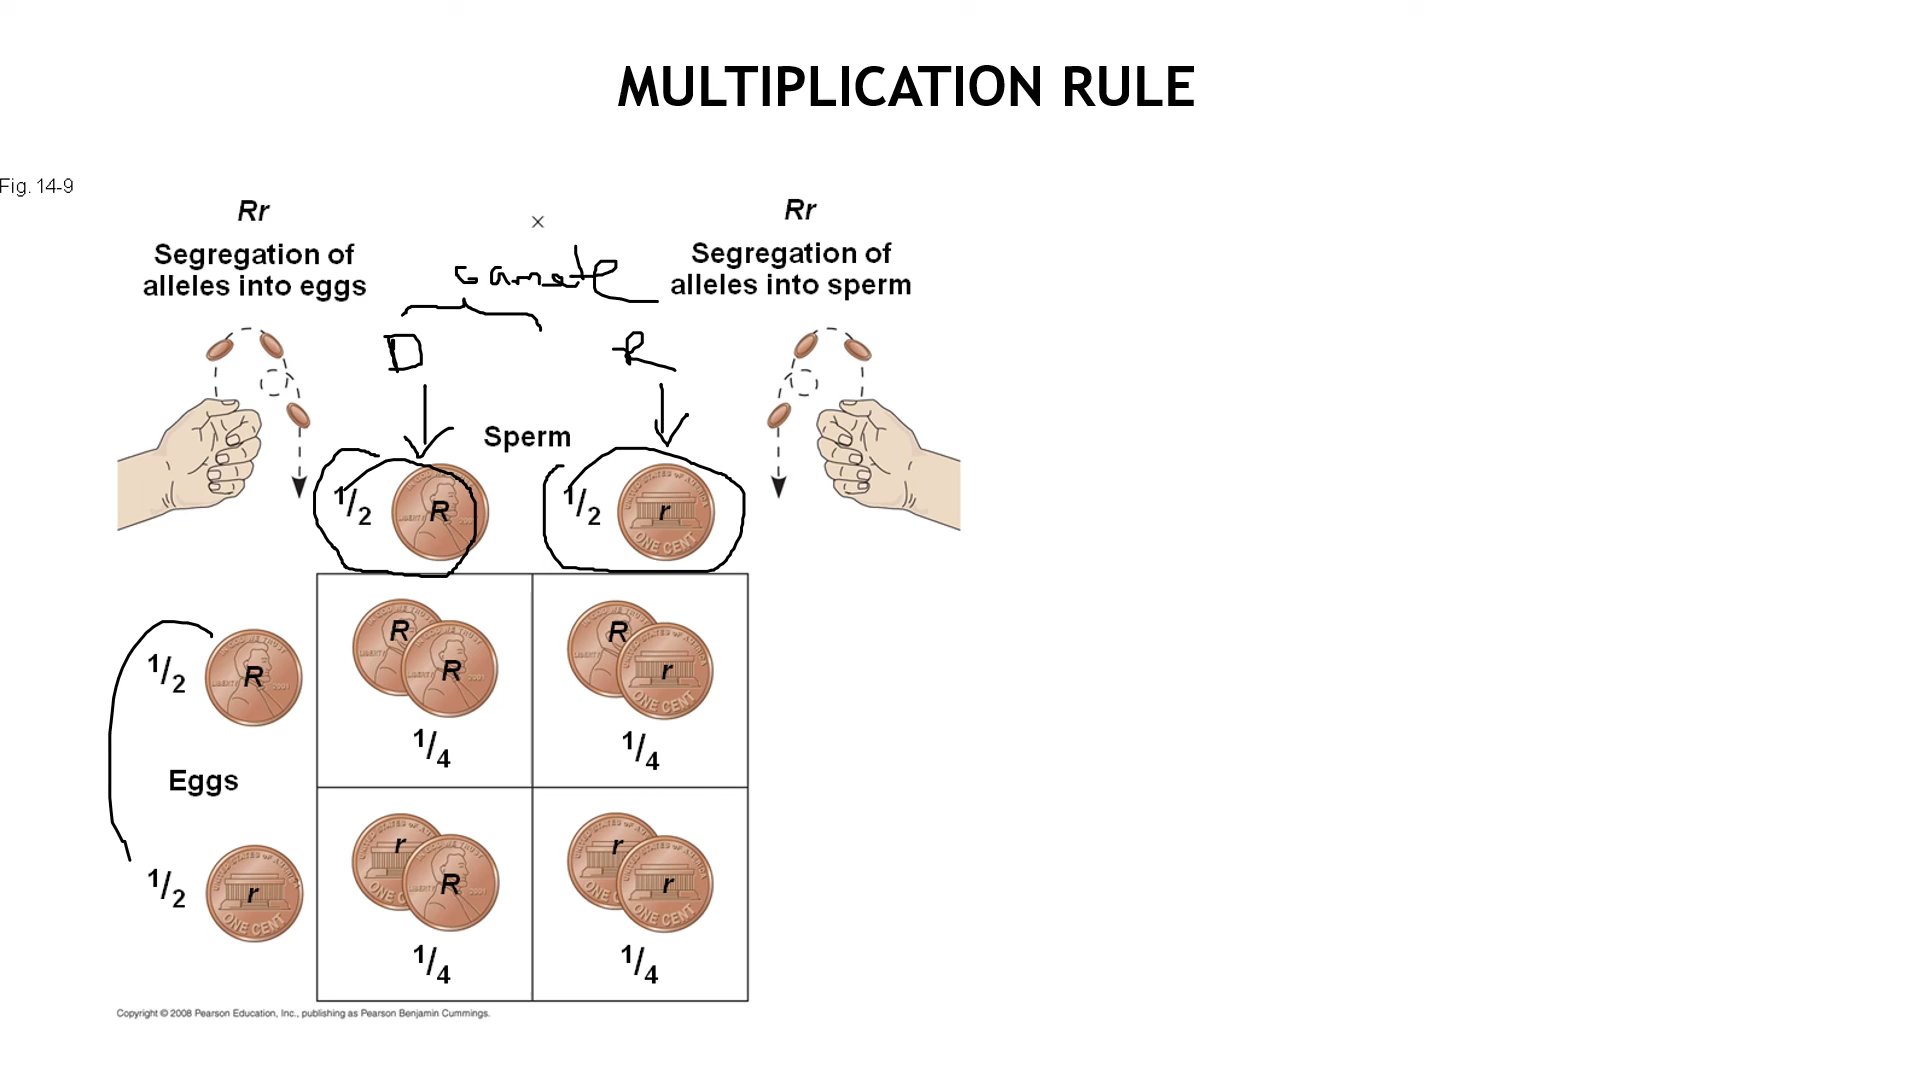 MULTIPLICATION RULE
Fig. 14-9
Rr
×
Rr
Segregation of
alleles into eggs
Gamete
Segregation of
alleles into sperm
D
R
Sperm
1/2 R
1/2 r
1/2 R
R R
1/4
R r
1/4
Eggs
1/2 r
r R
1/4
r r
1/4
Copyright © 2008 Pearson Education, Inc., publishing as Pearson Benjamin Cummings.